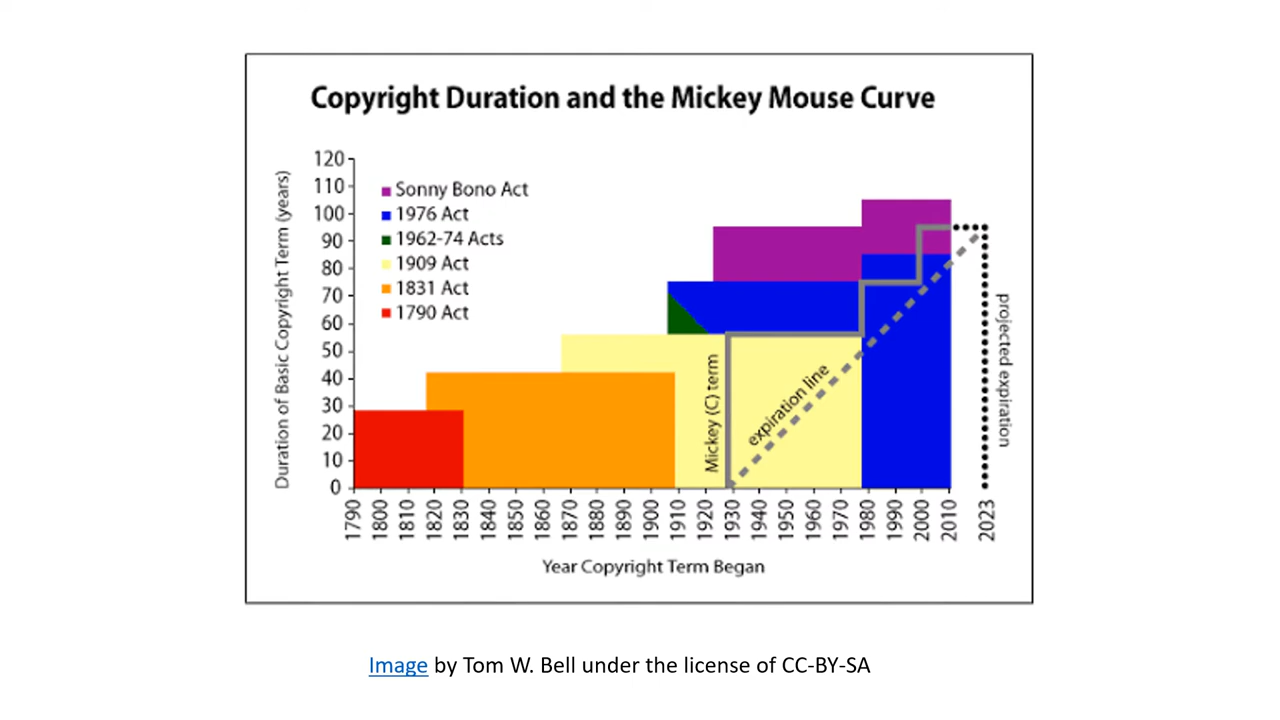 Copyright Duration and the Mickey Mouse Curve
Duration of Basic Copyright Term (years)
120
110
100
90
80
70
60
50
40
30
20
10
0
Sonny Bono Act
1976 Act
1962-74 Acts
1909 Act
1831 Act
1790 Act
Mickey (C) term
expiration line
projected expiration
1790
1800
1810
1820
1830
1840
1850
1860
1870
1880
1890
1900
1910
1920
1930
1940
1950
1960
1970
1980
1990
2000
2010
2023
Year Copyright Term Began
Image by Tom W. Bell under the license of CC-BY-SA